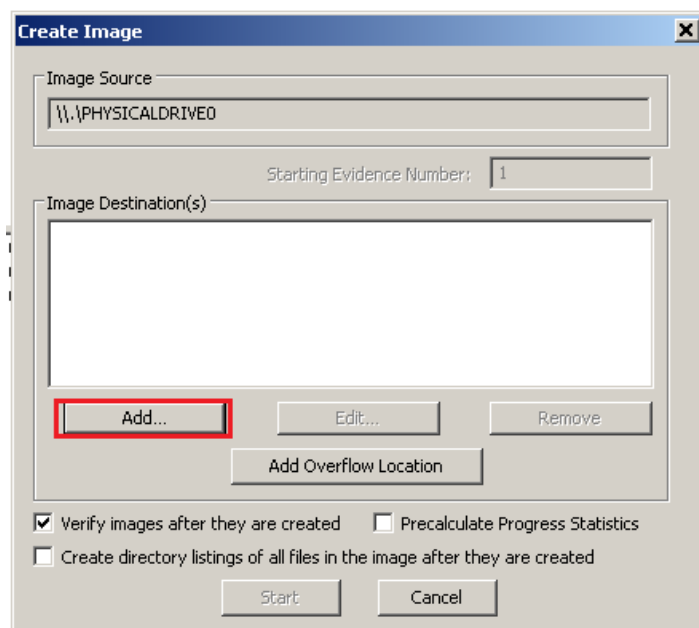 Create Image
Image Source
\\.\PHYSICALDRIVE0
Starting Evidence Number: 1
Image Destination(s)
Add... Edit... Remove
Add Overflow Location
Verify images after they are created Precalculate Progress Statistics
Create directory listings of all files in the image after they are created
Start Cancel